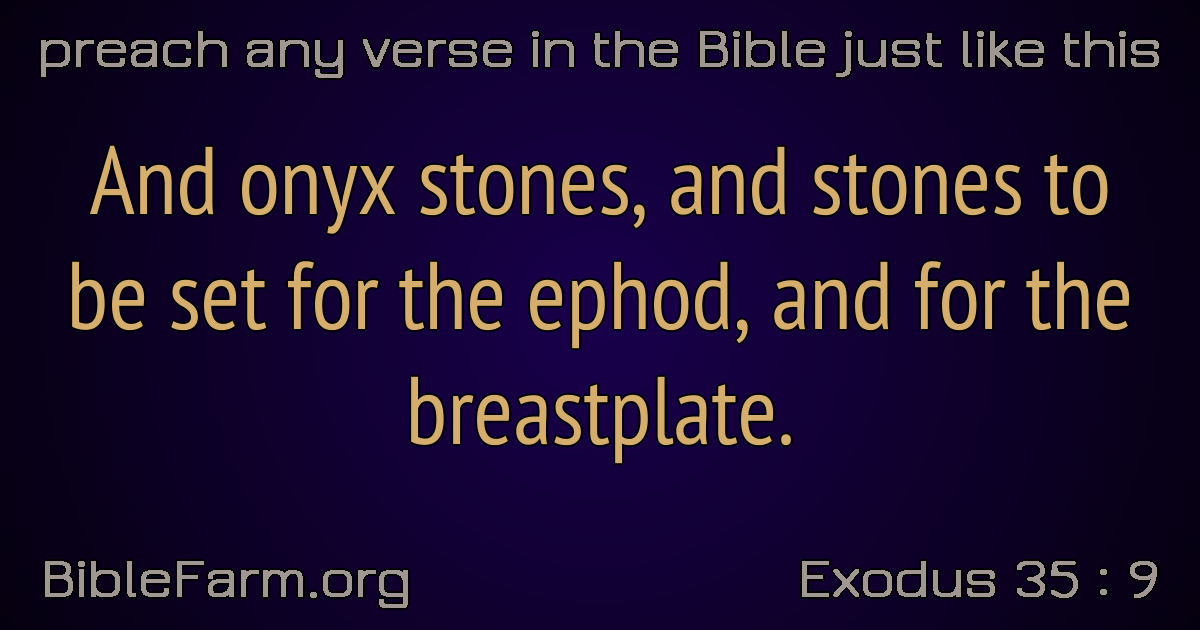 preach any verse in the Bible just like this
And onyx stones, and stones to
be set for the ephod, and for the
breastplate.
BibleFarm.org
Exodus 35 : 9